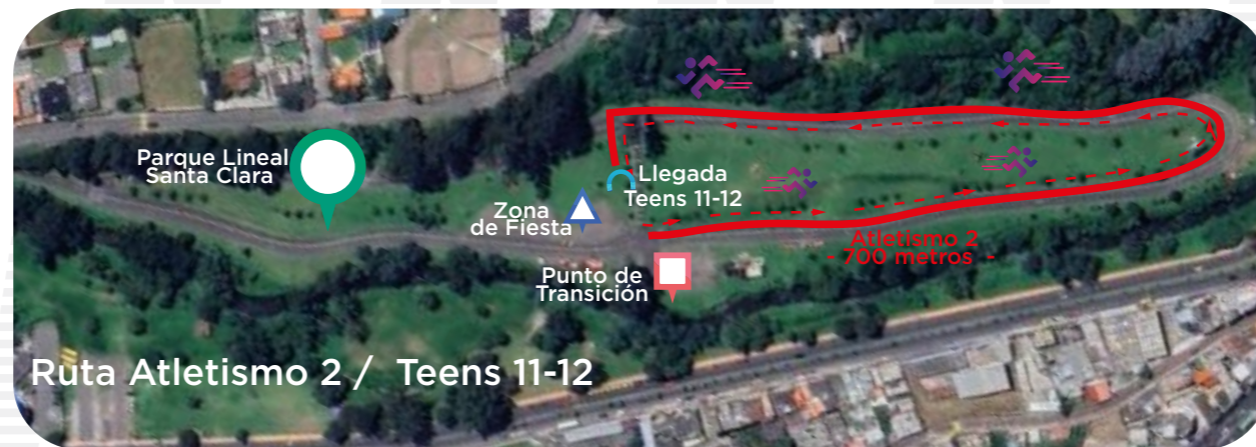 Parque Lineal
Santa Clara
Llegada
Teens 11-12
Zona
de Fiesta
Atletismo 2
- 700 metros -
Punto de
Transición
Ruta Atletismo 2 / Teens 11-12